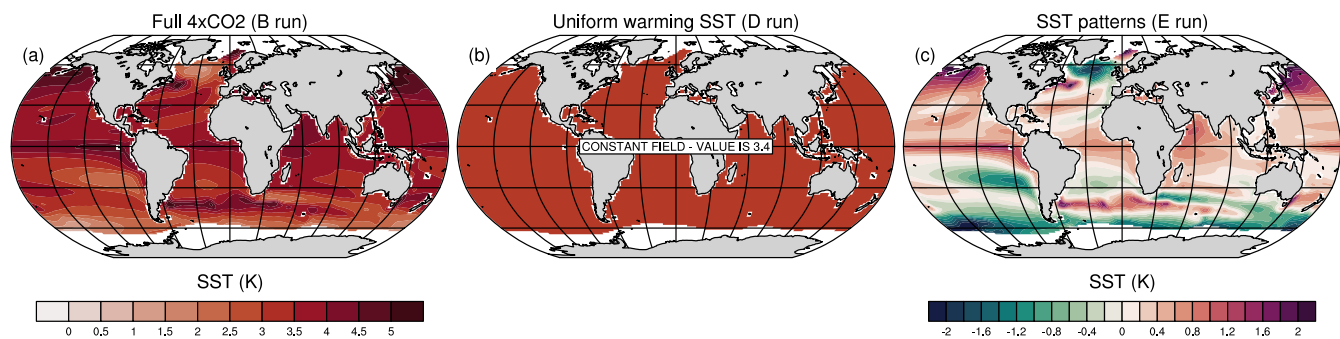 Full 4xCO2 (B run)
Uniform warming SST (D run)
SST patterns (E run)
(a)
(b)
(c)
CONSTANT FIELD - VALUE IS 3.4
SST (K)
SST (K)
0 0.5 1 1.5 2 2.5 3 3.5 4 4.5 5
-2 -1.6 -1.2 -0.8 -0.4 0 0.4 0.8 1.2 1.6 2